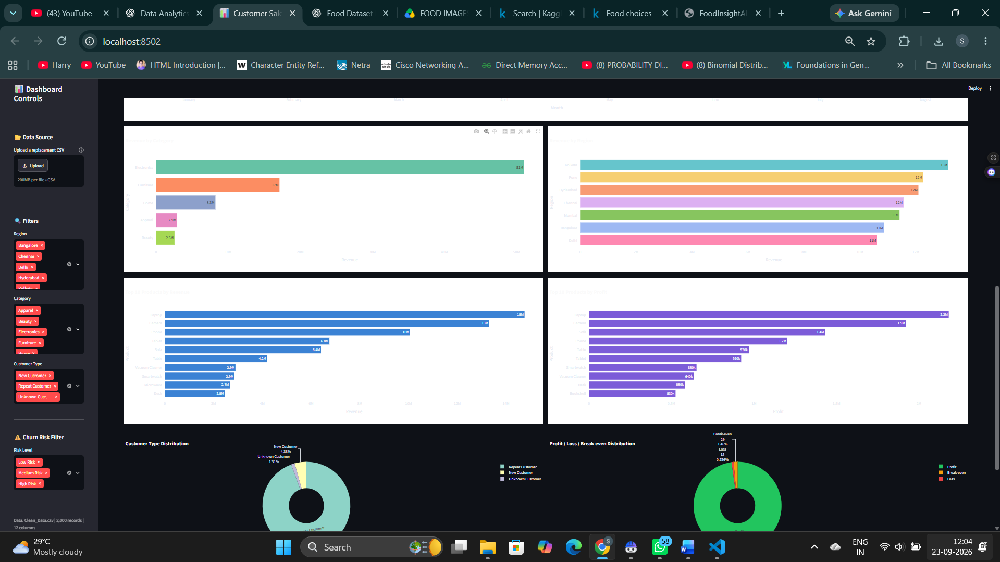 (43) YouTube
Data Analytics
Customer Sale
Food Dataset
FOOD IMAGES
Search | Kaggl
Food choices
FoodInsightAI
Ask Gemini
localhost:8502
S
Harry
YouTube
HTML Introduction |...
Character Entity Ref...
Netra
Cisco Networking A...
Direct Memory Acc...
(8) PROBABILITY DI...
(8) Binomial Distrib...
Foundations in Gen...
All Bookmarks
Dashboard
Controls
Data Source
Upload a replacement CSV
Upload
200MB per file • CSV
Filters
Region
Bangalore
Chennai
Delhi
Hyderabad
Kolkata
Category
Apparel
Beauty
Electronics
Furniture
Home
Customer Type
New Customer
Repeat Customer
Unknown Cust...
Churn Risk Filter
Risk Level
Low Risk
Medium Risk
High Risk
Data: Clean_Data.csv | 2,000 records |
12 columns
Deploy
January
February
March
April
May
June
July
August
Month
Revenue by Category
Category
Electronics
51M
Furniture
17M
Home
8.3M
Apparel
2.9M
Beauty
2.6M
0
10M
20M
30M
40M
50M
Revenue
Revenue by Region
Region
Kolkata
13M
Pune
12M
Hyderabad
12M
Chennai
12M
Mumbai
11M
Bangalore
11M
Delhi
11M
0
2M
4M
6M
8M
10M
12M
Revenue
Top 10 Products by Revenue
Product
Laptop
15M
Camera
13M
Phone
10M
Tablet
6.8M
Sofa
6.4M
Table
4.2M
Vacuum Cleaner
2.9M
Smartwatch
2.9M
Microwave
2.7M
Desk
2.5M
0
2M
4M
6M
8M
10M
12M
14M
Revenue
Top 10 Products by Profit
Product
Laptop
2.2M
Camera
1.9M
Sofa
1.4M
Phone
1.2M
Table
970k
Tablet
920k
Smartwatch
650k
Vacuum Cleaner
640k
Desk
580k
Bookshelf
530k
0
0.5M
1M
1.5M
2M
Profit
Customer Type Distribution
New Customer
4.33%
Unknown Customer
1.31%
Repeat Customer
New Customer
Unknown Customer
Repeat Customer
Profit / Loss / Break-even Distribution
Break-even
29
1.46%
Loss
15
0.756%
Profit
Break-even
Loss
Profit
29°C
Mostly cloudy
Search
S
58
ENG
IN
12:04
23-09-2026